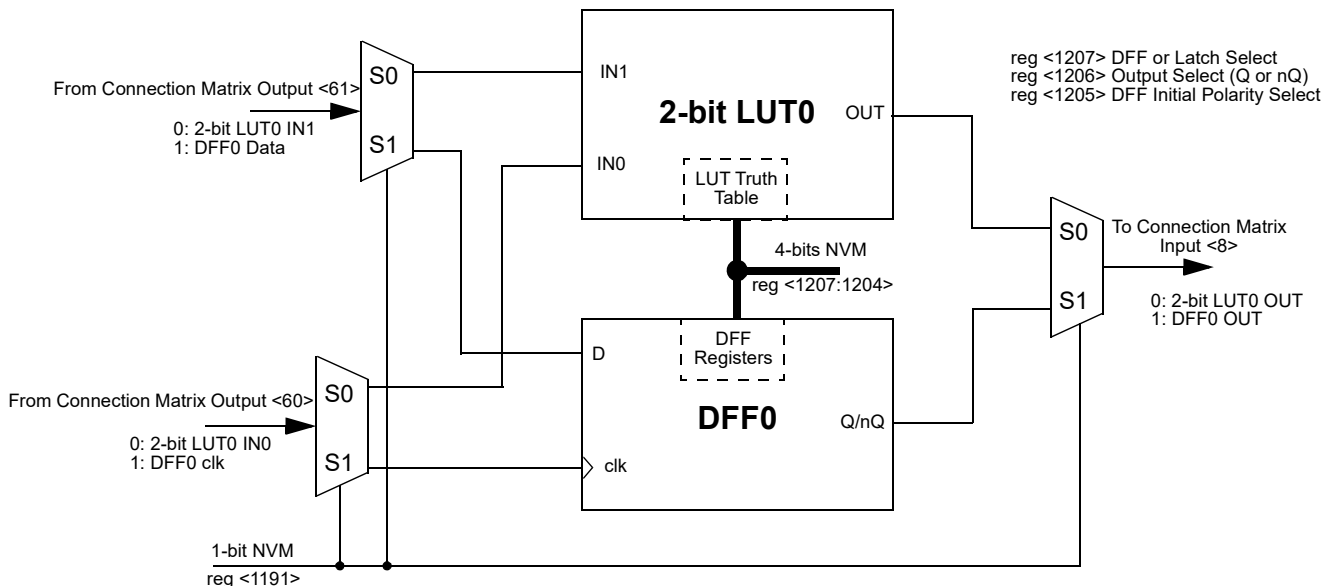 reg <1207> DFF or Latch Select
reg <1206> Output Select (Q or nQ)
reg <1205> DFF Initial Polarity Select
From Connection Matrix Output <61>
0: 2-bit LUT0 IN1
1: DFF0 Data
S0
S1
IN1
IN0
2-bit LUT0
OUT
LUT Truth
Table
4-bits NVM
reg <1207:1204>
S0
S1
To Connection Matrix
Input <8>
0: 2-bit LUT0 OUT
1: DFF0 OUT
From Connection Matrix Output <60>
0: 2-bit LUT0 IN0
1: DFF0 clk
S0
S1
D
clk
DFF
Registers
DFF0
Q/nQ
1-bit NVM
reg <1191>